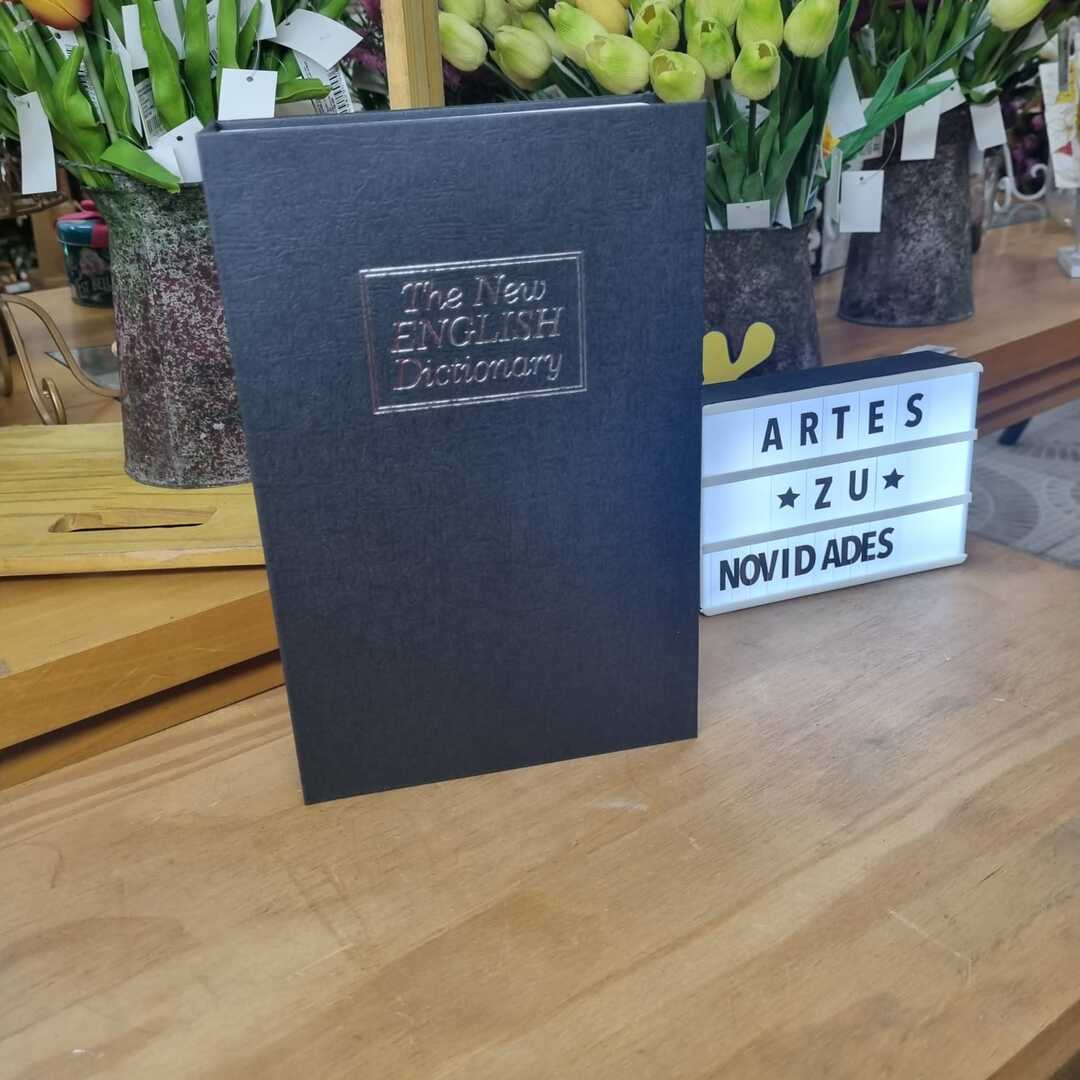 The New
ENGLISH
Dictionary
ARTES
★ZU★
NOVIDADES